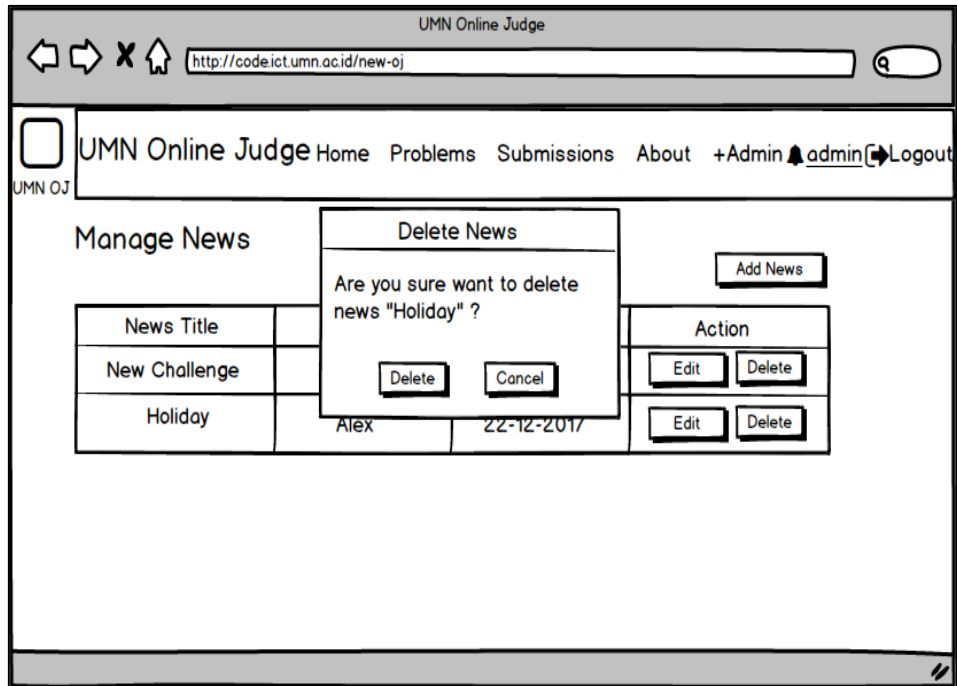 UMN Online Judge
http://code.ict.umn.ac.id/new-oj
UMN Online Judge Home Problems Submissions About +Admin admin Logout
UMN OJ
Manage News
Add News
Delete News
Are you sure want to delete
news "Holiday" ?
Delete Cancel
News Title Action
New Challenge Edit Delete
Holiday Alex 22-12-2017 Edit Delete